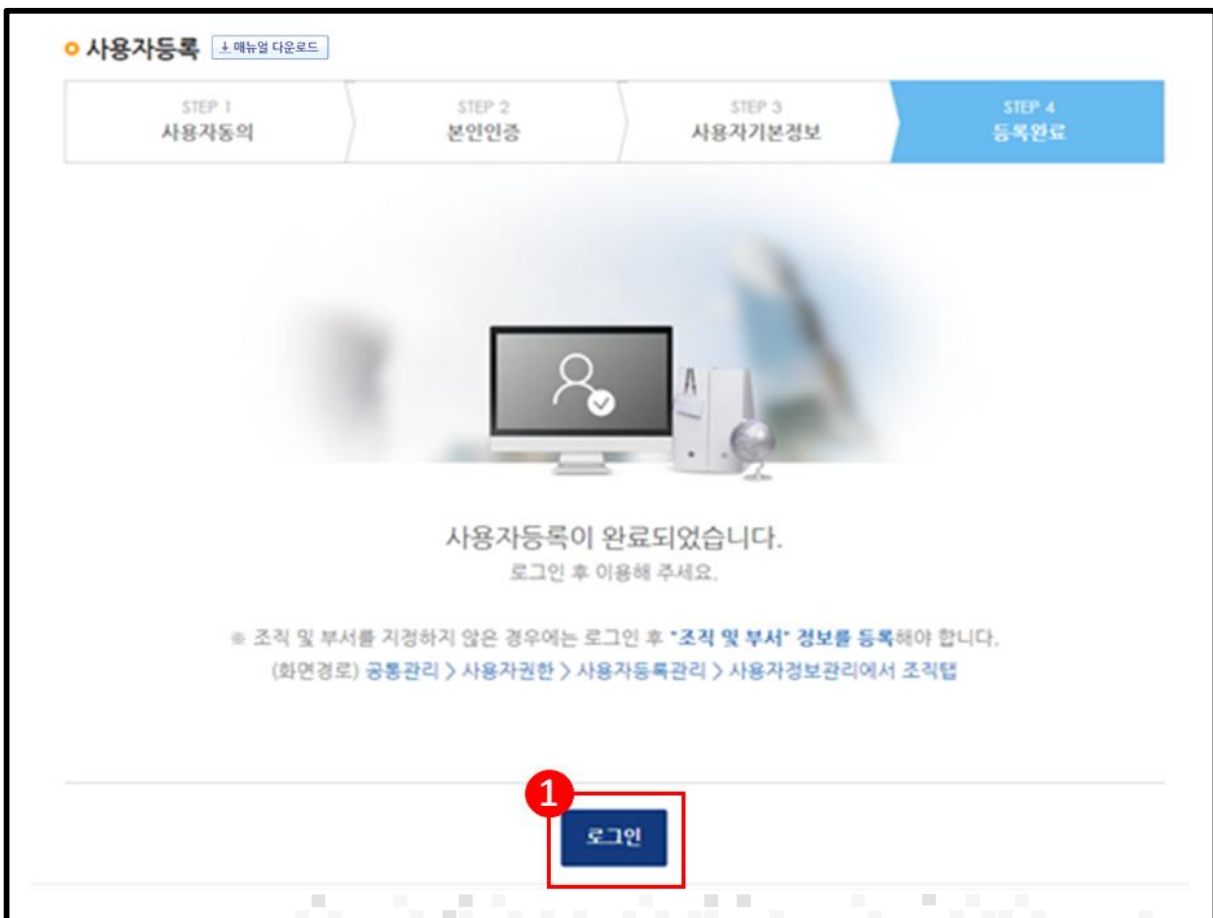 사용자등록 매뉴얼 다운로드
STEP 1
사용자동의
STEP 2
본인인증
STEP 3
사용자기본정보
STEP 4
등록완료
사용자등록이 완료되었습니다.
로그인 후 이용해 주세요.
※ 조직 및 부서를 지정하지 않은 경우에는 로그인 후 "조직 및 부서" 정보를 등록해야 합니다.
(화면경로) 공통관리 > 사용자권한 > 사용자등록관리 > 사용자정보관리에서 조직탭
1
로그인